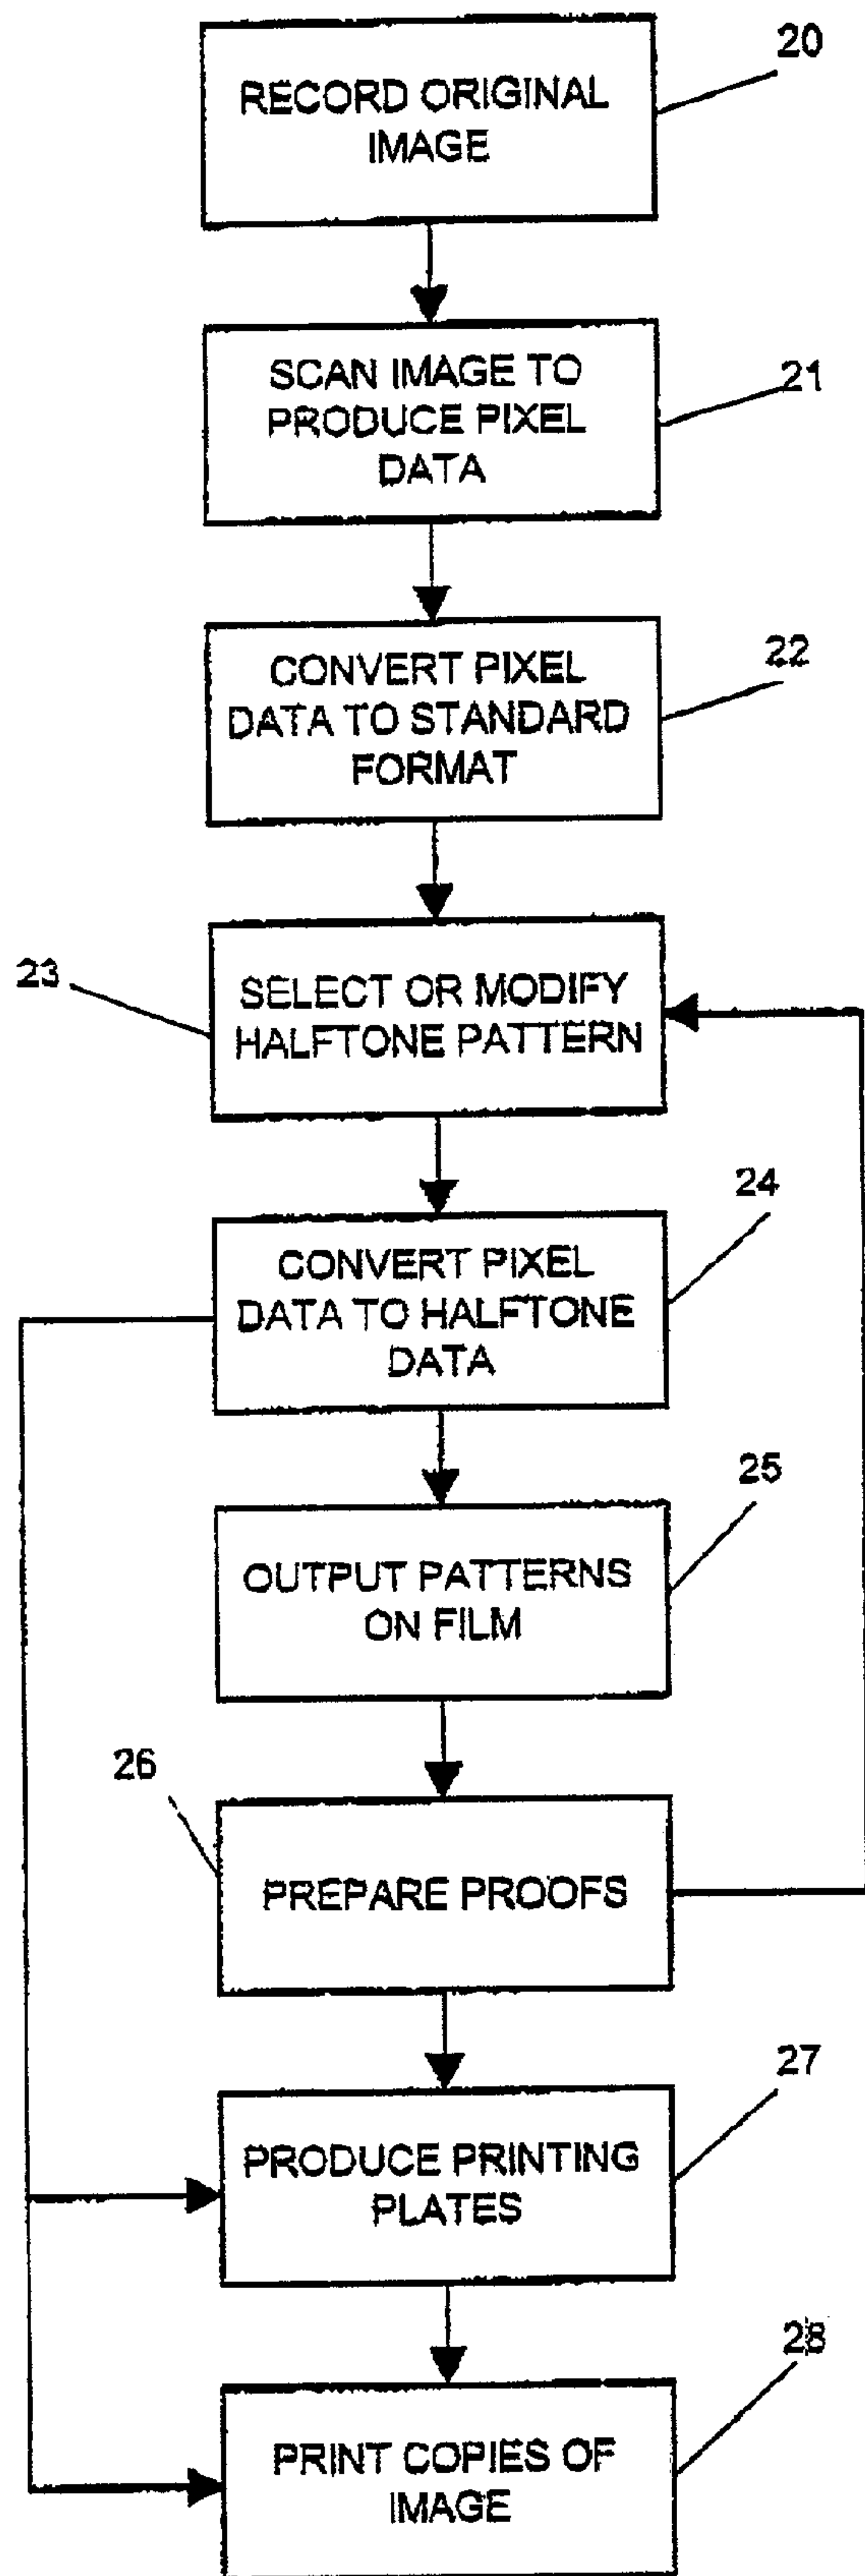 20
RECORD ORIGINAL
IMAGE
21
SCAN IMAGE TO
PRODUCE PIXEL
DATA
22
CONVERT PIXEL
DATA TO STANDARD
FORMAT
23
SELECT OR MODIFY
HALFTONE PATTERN
24
CONVERT PIXEL
DATA TO HALFTONE
DATA
25
OUTPUT PATTERNS
ON FILM
26
PREPARE PROOFS
27
PRODUCE PRINTING
PLATES
28
PRINT COPIES OF
IMAGE